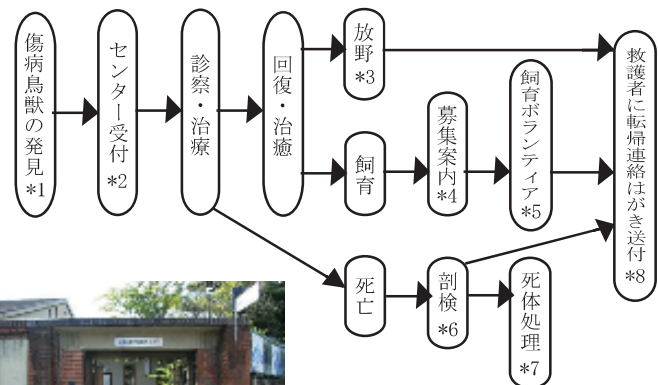 傷病鳥獣の発見 *1
センター受付 *2
診察・治療
回復・治癒
放野 *3
飼育
募集案内 *4
飼育ボランティア *5
死亡
剖検 *6
死体処理 *7
救護者に転帰連絡はがき送付 *8